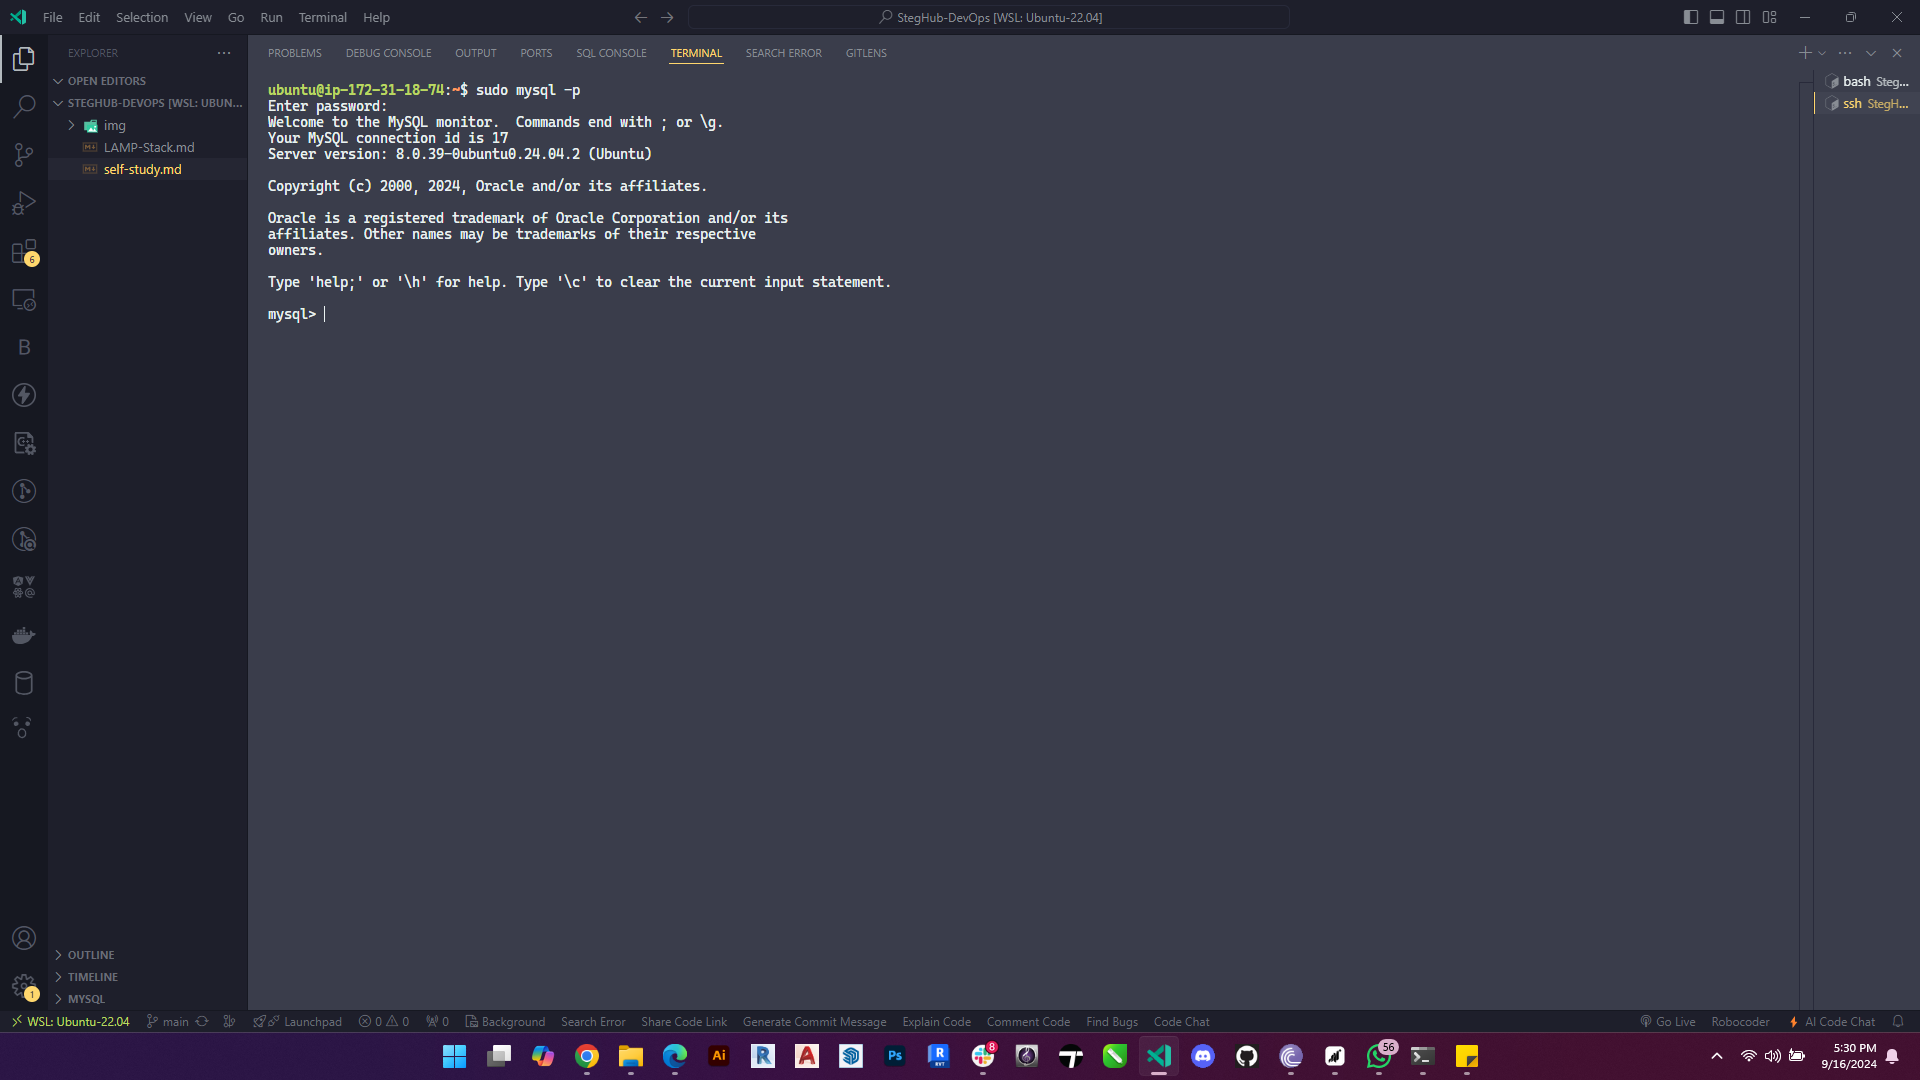 File Edit Selection View Go Run Terminal Help
StegHub-DevOps [WSL: Ubuntu-22.04]
EXPLORER
OPEN EDITORS
STEGHUB-DEVOPS [WSL: UBUN...
img
LAMP-Stack.md
self-study.md
PROBLEMS DEBUG CONSOLE OUTPUT PORTS SQL CONSOLE TERMINAL SEARCH ERROR GITLENS
ubuntu@ip-172-31-18-74:~$ sudo mysql -p
Enter password:
Welcome to the MySQL monitor.  Commands end with ; or \g.
Your MySQL connection id is 17
Server version: 8.0.39-0ubuntu0.24.04.2 (Ubuntu)
Copyright (c) 2000, 2024, Oracle and/or its affiliates.
Oracle is a registered trademark of Oracle Corporation and/or its
affiliates. Other names may be trademarks of their respective
owners.
Type 'help;' or '\h' for help. Type '\c' to clear the current input statement.
mysql>
bash Steg...
ssh StegH...
6
B
1
OUTLINE
TIMELINE
MYSQL
WSL: Ubuntu-22.04 main Launchpad 0 0 0 Background Search Error Share Code Link Generate Commit Message Explain Code Comment Code Find Bugs Code Chat Go Live Robocoder AI Code Chat
Ai R A Ps R RVT 8 56
5:30 PM
9/16/2024